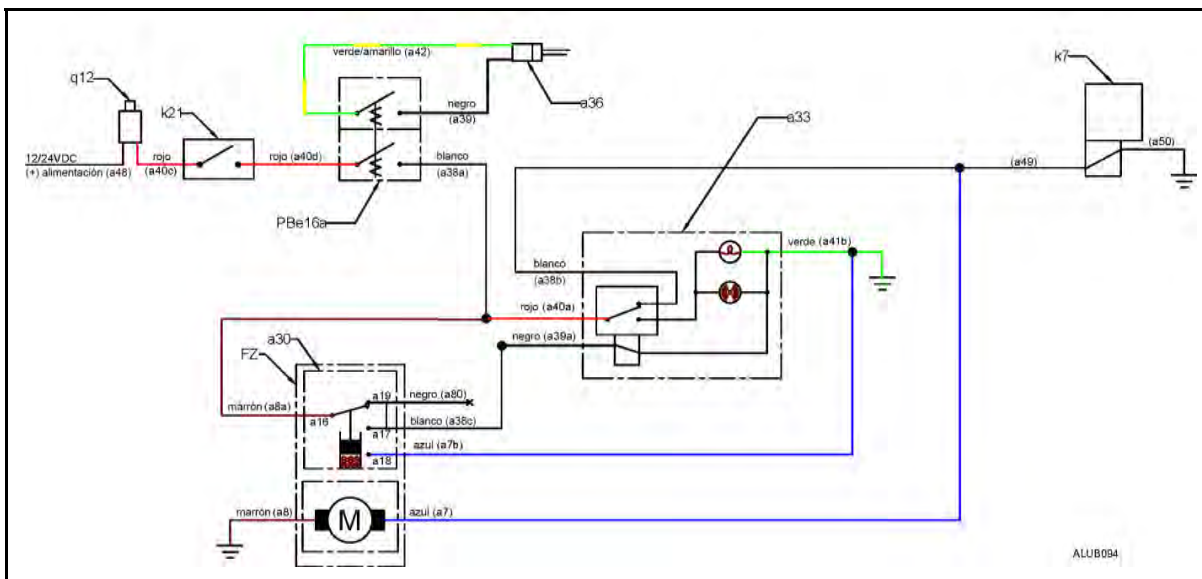 verde/amarillo (a42)
q12
k21
negro
(a39)
a36
k7
a33
12/24VDC
(+) alimentación (a48)
rojo
(a40c)
rojo (a40d)
blanco
(a38a)
(a49)
(a50)
PBe16a
verde (a41b)
blanco
(a38b)
rojo (a40a)
negro (a39a)
a30
FZ
marrón (a8a)
a16
a19
negro (a80)
a17
blanco (a38c)
azul (a7b)
a18
marrón (a8)
M
azul (a7)
ALUB094